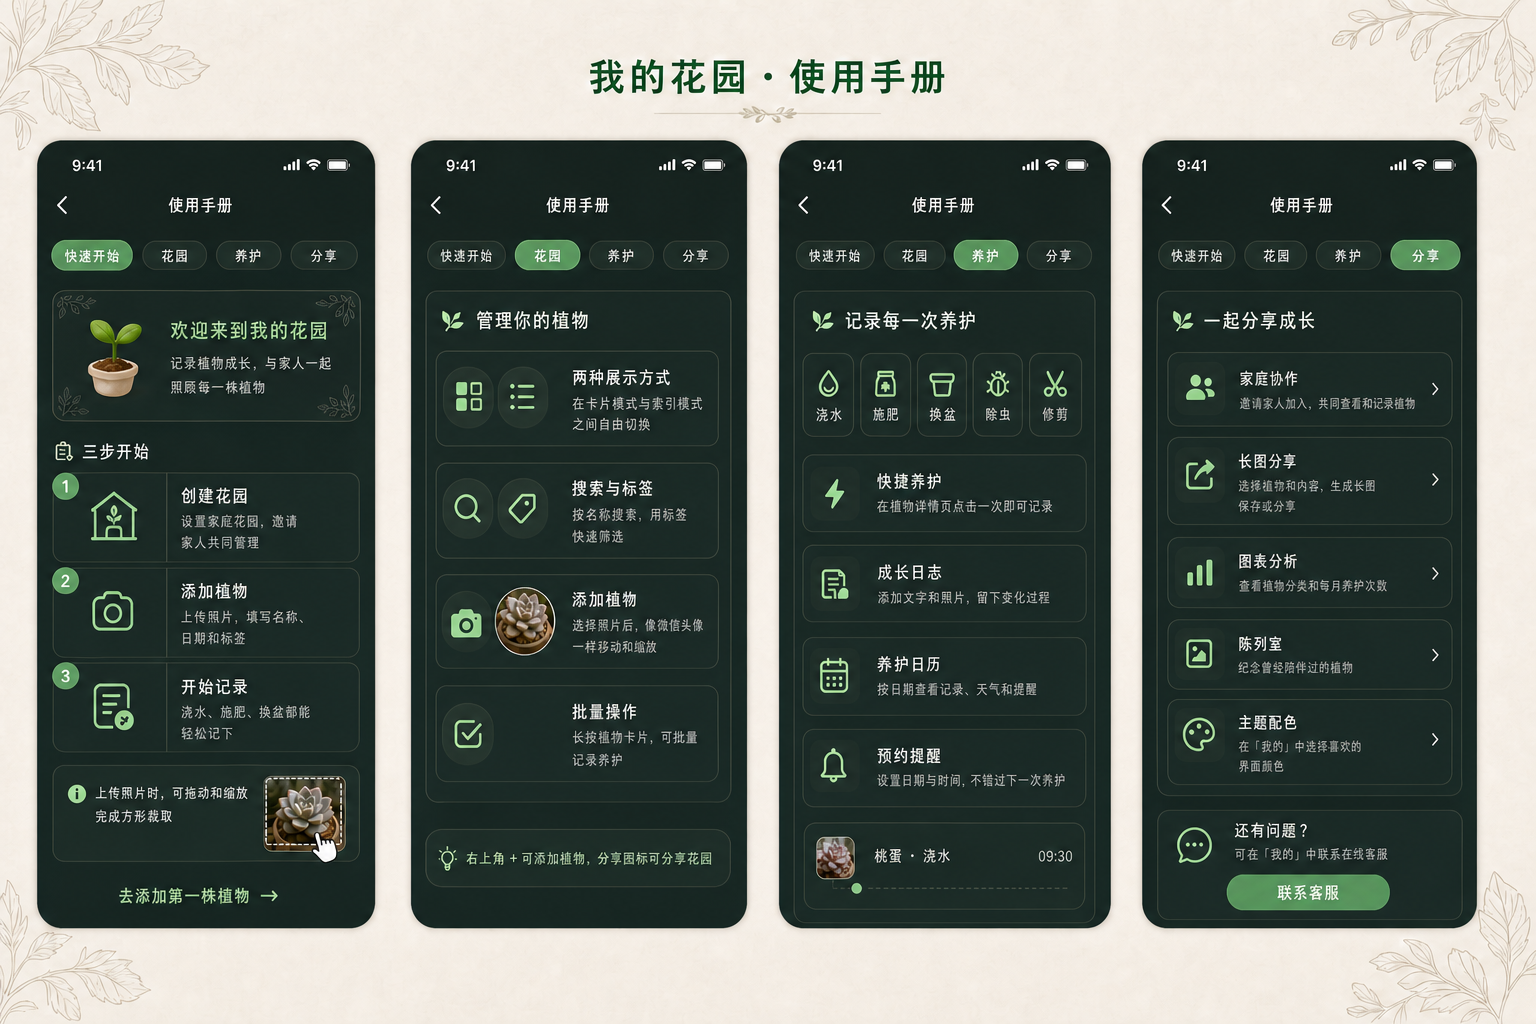 我的花园·使用手册
9:41
使用手册
快速开始 花园 养护 分享
欢迎来到我的花园
记录植物成长，与家人一起
照顾每一株植物
三步开始
1
创建花园
设置家庭花园，邀请
家人共同管理
2
添加植物
上传照片，填写名称、
日期和标签
3
开始记录
浇水、施肥、换盆都能
轻松记下
上传照片时，可拖动和缩放
完成方形裁取
去添加第一株植物 →
9:41
使用手册
快速开始 花园 养护 分享
管理你的植物
两种展示方式
在卡片模式与索引模式
之间自由切换
搜索与标签
按名称搜索，用标签
快速筛选
添加植物
选择照片后，像微信头像
一样移动和缩放
批量操作
长按植物卡片，可批量
记录养护
右上角 + 可添加植物，分享图标可分享花园
9:41
使用手册
快速开始 花园 养护 分享
记录每一次养护
浇水 施肥 换盆 除虫 修剪
快捷养护
在植物详情页点击一次即可记录
成长日志
添加文字和照片，留下变化过程
养护日历
按日期查看记录、天气和提醒
预约提醒
设置日期与时间，不错过下一次养护
桃蛋·浇水 09:30
9:41
使用手册
快速开始 花园 养护 分享
一起分享成长
家庭协作
邀请家人加入，共同查看和记录植物
长图分享
选择植物和内容，生成长图
保存或分享
图表分析
查看植物分类和每月养护次数
陈列室
纪念曾经陪伴过的植物
主题配色
在「我的」中选择喜欢的
界面颜色
还有问题？
可在「我的」中联系在线客服
联系客服